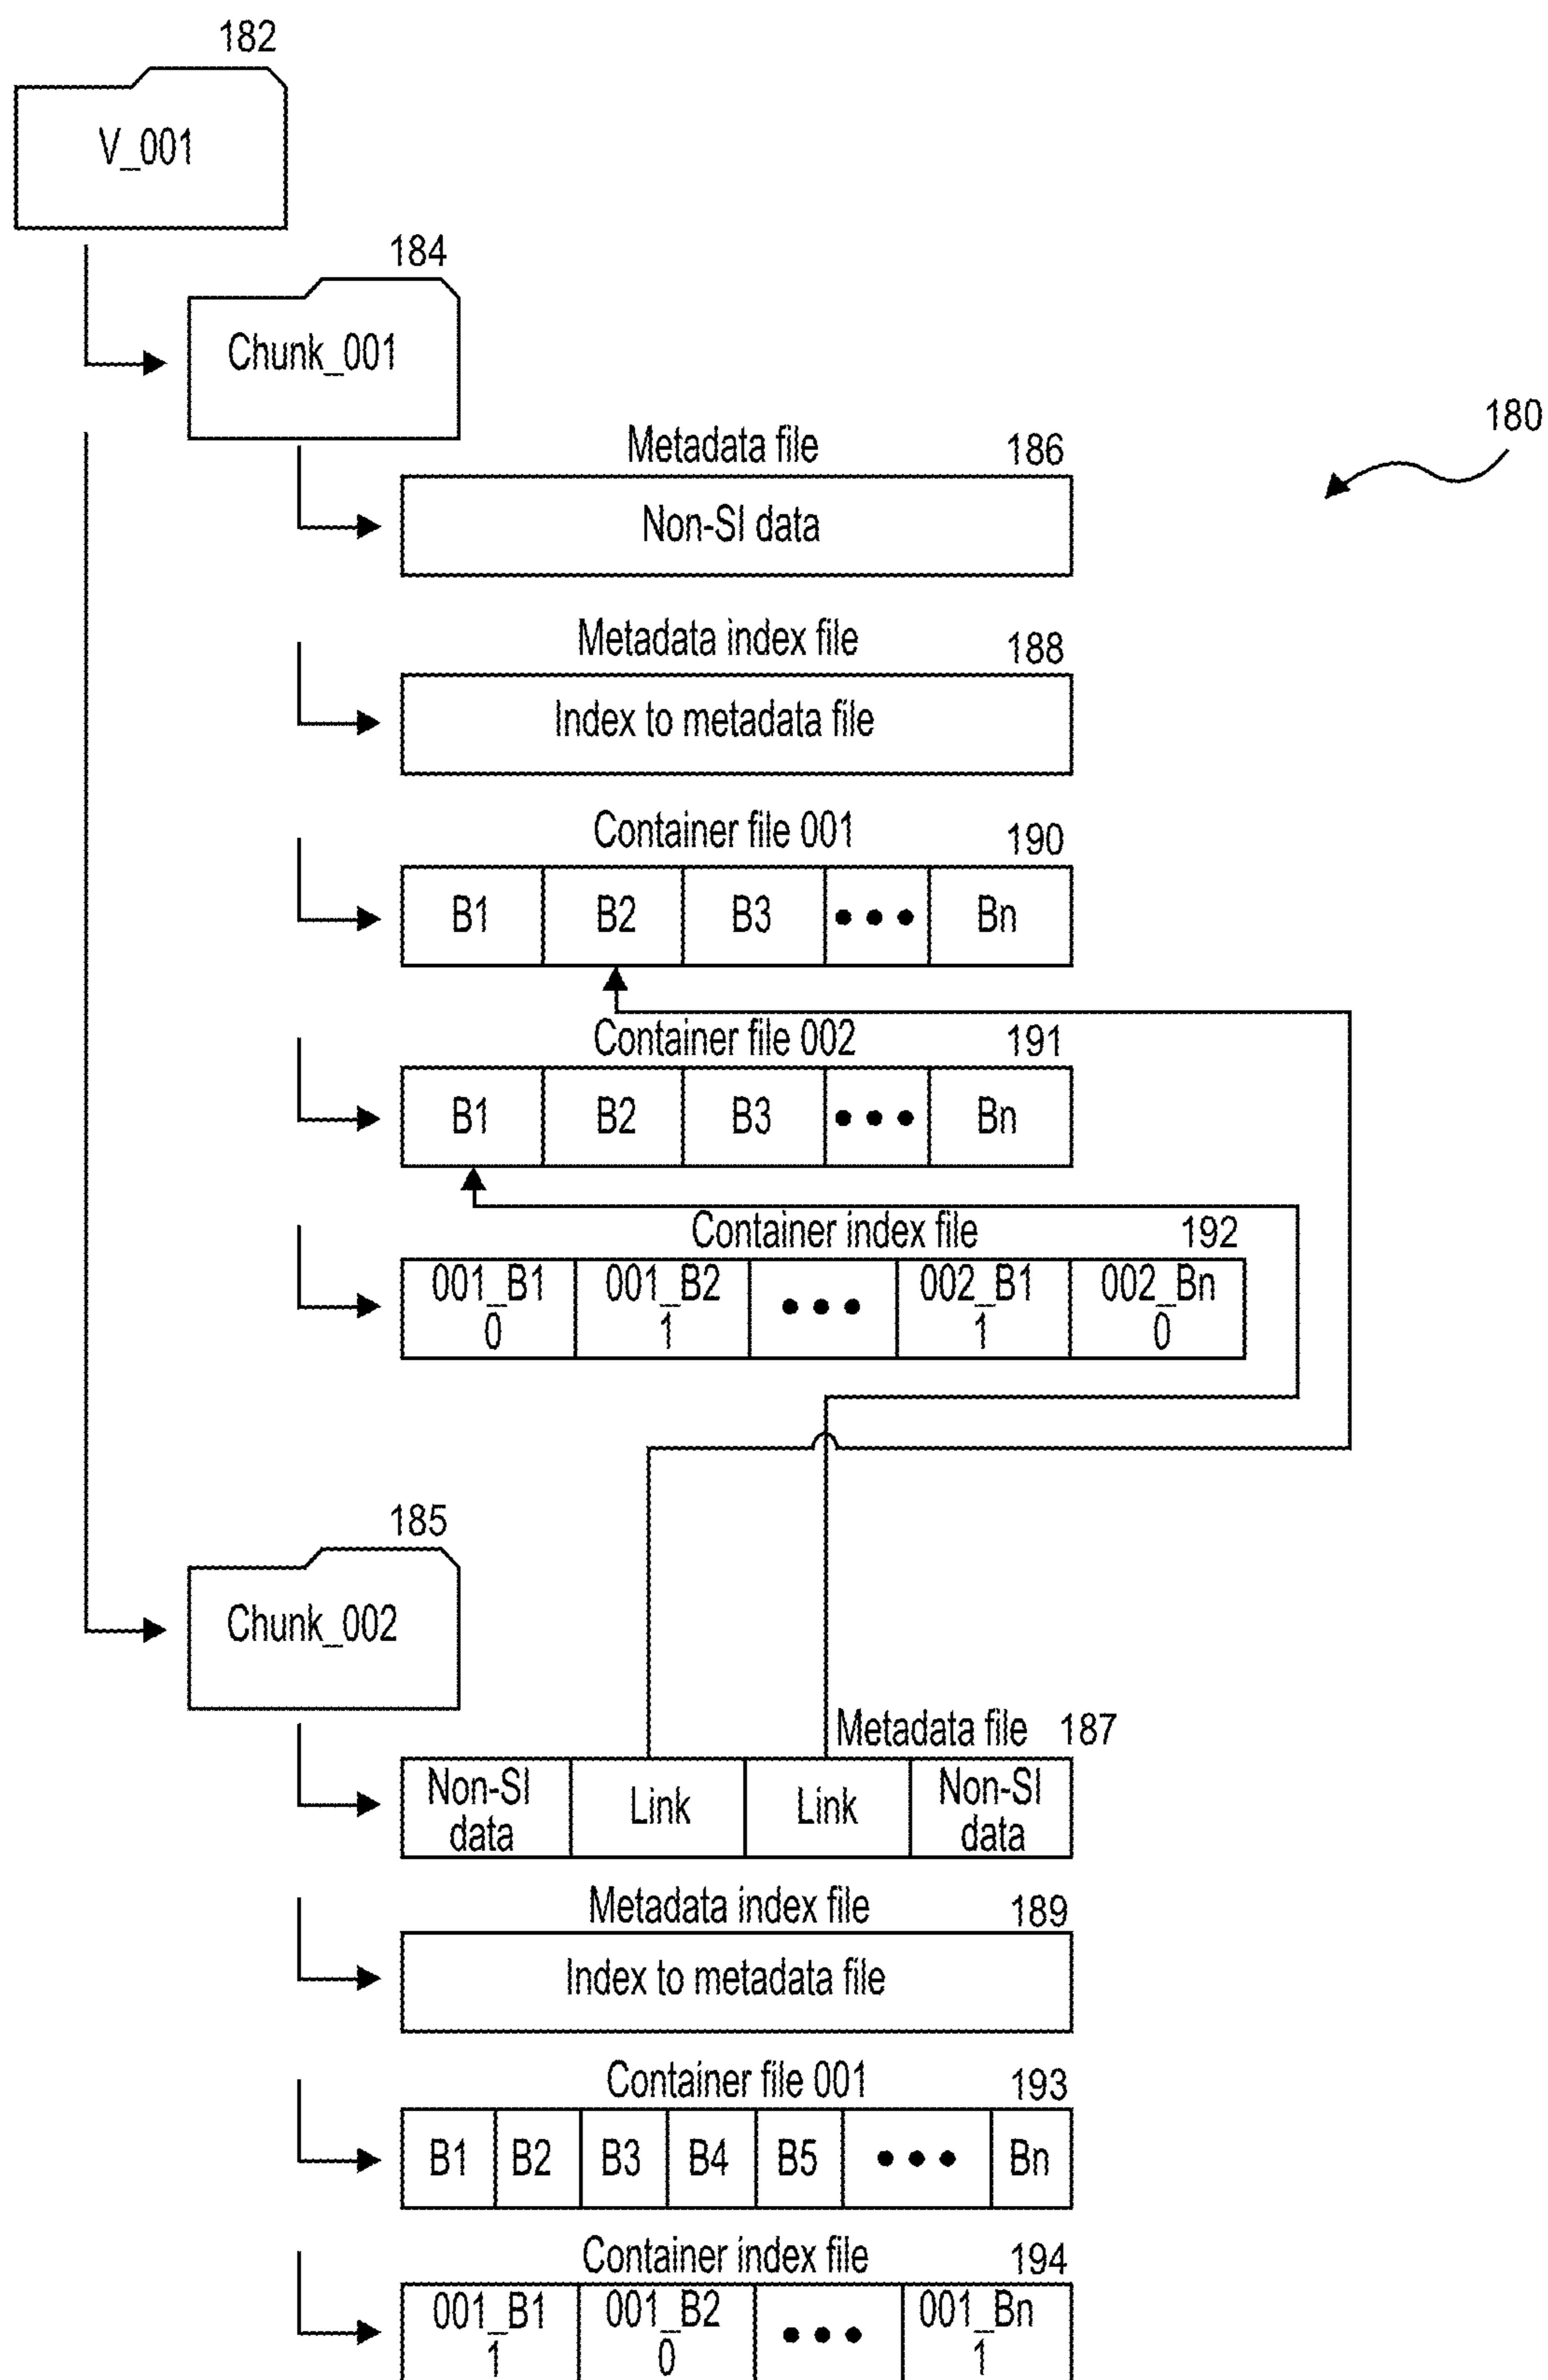 182
V_001
184
Chunk_001
180
Metadata file 186
Non-SI data
Metadata index file 188
Index to metadata file
Container file 001 190
B1 B2 B3 ••• Bn
Container file 002 191
B1 B2 B3 ••• Bn
Container index file 192
001_B1 001_B2 ••• 002_B1 002_Bn
0 1 1 0
185
Chunk_002
Metadata file 187
Non-SI Link Link Non-SI
data data
Metadata index file 189
Index to metadata file
Container file 001 193
B1 B2 B3 B4 B5 ••• Bn
Container index file 194
001_B1 001_B2 ••• 001_Bn
1 0 1